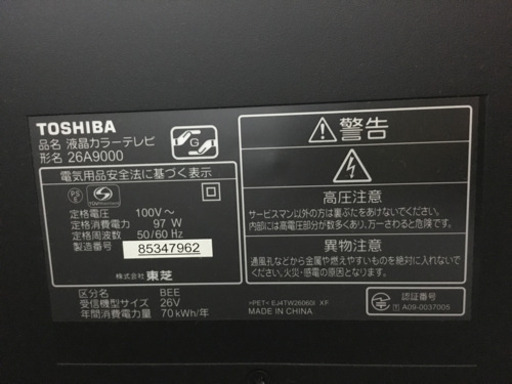 TOSHIBA
品名 液晶カラーテレビ
形名 26A9000
G
電気用品安全法に基づく表示
PS
E
定格電圧 100V～
定格消費電力 97 W
定格周波数 50/60 Hz
製造番号 85347962
株式会社 東芝
区分名 BEE
受信機型サイズ 26V
年間消費電力量 70 kWh/年
警告
高圧注意
サービスマン以外の方は裏ぶたをあけないでください。
内部には高電圧部分が数多くあり、万一さわると危険です。
異物注意
通風孔などから金属や燃えやすいものを絶対に入れないで
ください。火災・感電の原因になります。
>PET< EJ4TW26060I XF
MADE IN CHINA
認証番号
T A09-0037005